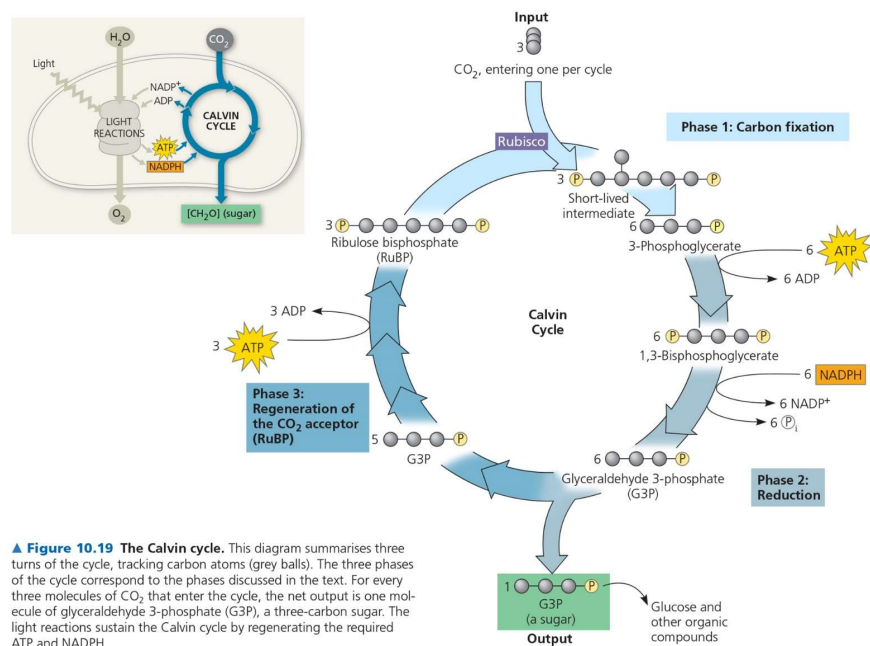 H₂O
CO₂
Light
NADP⁺
ADP
CALVIN
CYCLE
LIGHT
REACTIONS
ATP
NADPH
O₂
[CH₂O] (sugar)
Input
3
CO₂, entering one per cycle
Phase 1: Carbon fixation
Rubisco
3 P P
Short-lived
intermediate
3 P P
Ribulose bisphosphate
(RuBP)
6 P
3-Phosphoglycerate
6 ATP
6 ADP
Calvin
Cycle
3 ADP
3 ATP
6 P P
1,3-Bisphosphoglycerate
6 NADPH
6 NADP⁺
6 Pi
Phase 3:
Regeneration of
the CO₂ acceptor
(RuBP)
5 P
G3P
6 P
Glyceraldehyde 3-phosphate
(G3P)
Phase 2:
Reduction
1 P
G3P
(a sugar)
Output
Glucose and
other organic
compounds
▲ Figure 10.19 The Calvin cycle. This diagram summarises three
turns of the cycle, tracking carbon atoms (grey balls). The three phases
of the cycle correspond to the phases discussed in the text. For every
three molecules of CO₂ that enter the cycle, the net output is one mol-
ecule of glyceraldehyde 3-phosphate (G3P), a three-carbon sugar. The
light reactions sustain the Calvin cycle by regenerating the required
ATP and NADPH.